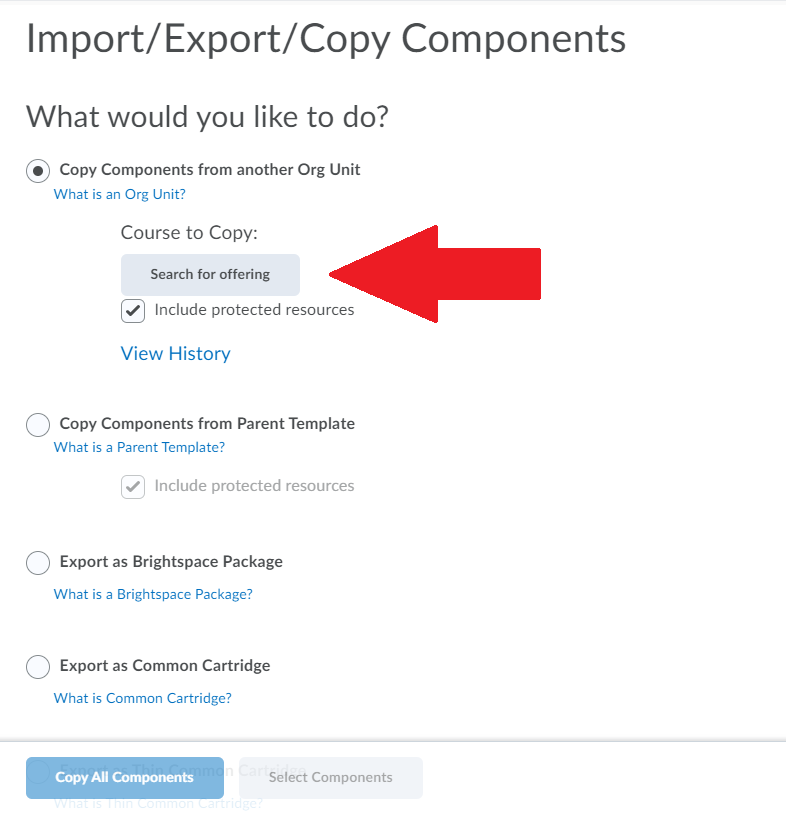 Import/Export/Copy Components
What would you like to do?
Copy Components from another Org Unit
What is an Org Unit?
Course to Copy:
Search for offering
Include protected resources
View History
Copy Components from Parent Template
What is a Parent Template?
Include protected resources
Export as Brightspace Package
What is a Brightspace Package?
Export as Common Cartridge
What is Common Cartridge?
Export as Thin Common Cartridge
Copy All Components
Select Components
What is Thin Common Cartridge?